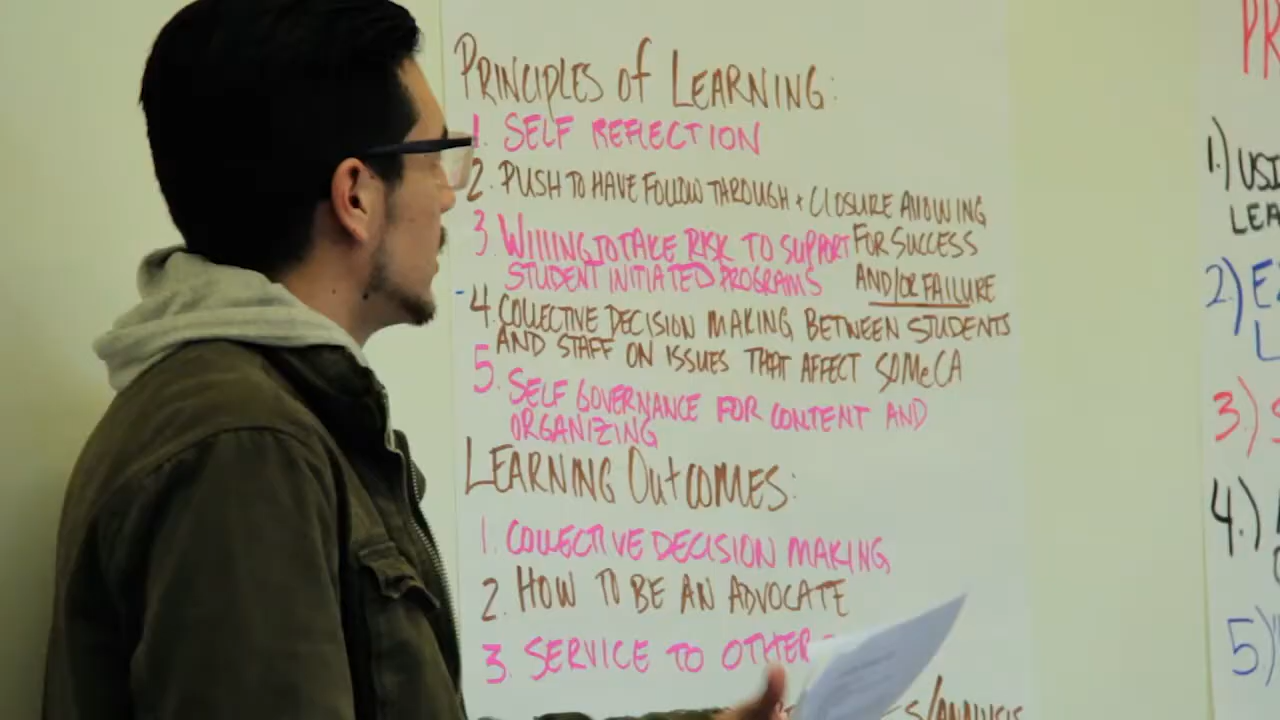 PRINCIPLES OF LEARNING:
1. SELF REFLECTION
2. PUSH TO HAVE FOLLOW THROUGH + CLOSURE ALLOWING
FOR SUCCESS
AND/OR FAILURE
3. WILLING TO TAKE RISK TO SUPPORT
STUDENT INITIATED PROGRAMS
4. COLLECTIVE DECISION MAKING BETWEEN STUDENTS
AND STAFF ON ISSUES THAT AFFECT SOMeCA
5. SELF GOVERNANCE FOR CONTENT AND
ORGANIZING
LEARNING OUTCOMES:
1. COLLECTIVE DECISION MAKING
2. HOW TO BE AN ADVOCATE
3. SERVICE TO OTHER
S/ANALYSIS
PR
1.) USI
LEA
2)
3)
4.)
5)